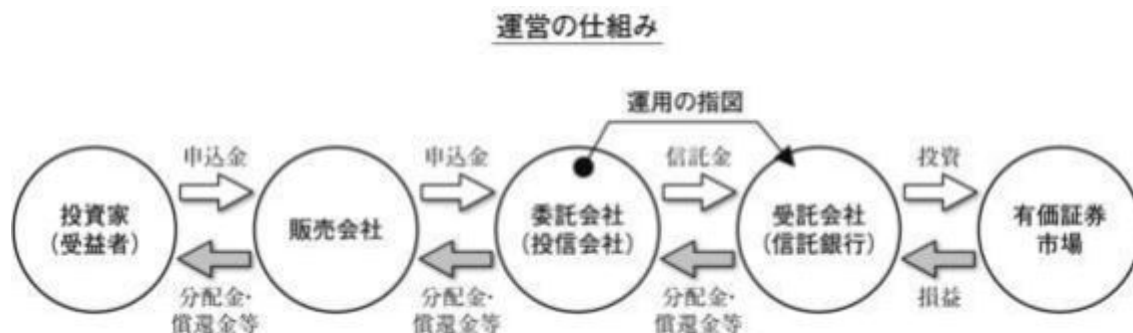 運営の仕組み
運用の指図
申込金
申込金
信託金
投資
投資家
(受益者)
販売会社
委託会社
(投信会社)
受託会社
(信託銀行)
有価証券
市場
分配金・
償還金等
分配金・
償還金等
分配金・
償還金等
損益